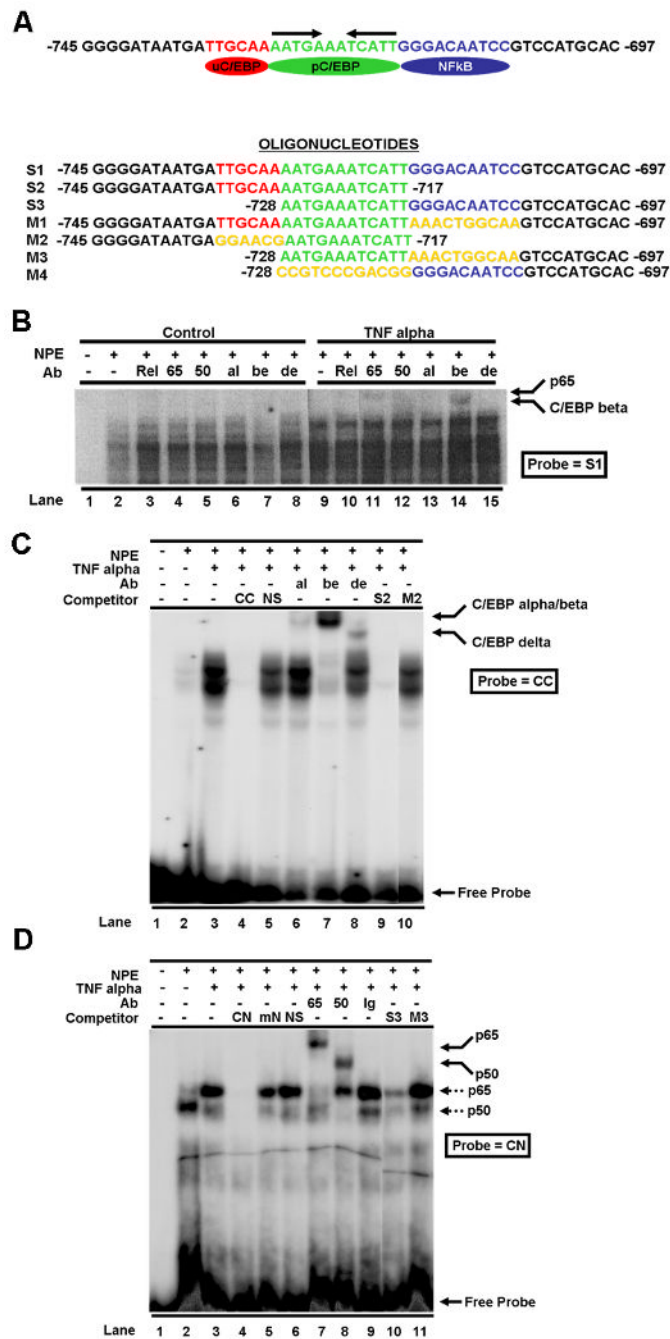 A
-745 GGGGATAATGATTGCAAAATGAAATCATTGGGACAATCCGTCCATGCAC -697
uC/EBP pC/EBP NFkB
OLIGONUCLEOTIDES
S1 -745 GGGGATAATGATTGCAAAATGAAATCATTGGGACAATCCGTCCATGCAC -697
S2 -745 GGGGATAATGATTGCAAAATGAAATCATT -717
S3 -728 AATGAAATCATTGGGACAATCCGTCCATGCAC -697
M1 -745 GGGGATAATGATTGCAAAATGAAATCATTAAACTGGCAAGTCCATGCAC -697
M2 -745 GGGGATAATGAGGAACGAATGAAATCATT -717
M3 -728 AATGAAATCATTAAACTGGCAAGTCCATGCAC -697
M4 -728 CCGTCCCGACGGGGGACAATCCGTCCATGCAC -697
B
Control TNF alpha
NPE - + + + + + + + + + + + + + +
Ab - - Rel 65 50 al be de - Rel 65 50 al be de
p65
C/EBP beta
Probe = S1
Lane 1 2 3 4 5 6 7 8 9 10 11 12 13 14 15
C
NPE - + + + + + + + + +
TNF alpha - - + + + + + + + +
Ab - - - - - al be de - -
Competitor - - - CC NS - - - S2 M2
C/EBP alpha/beta
C/EBP delta
Probe = CC
Free Probe
Lane 1 2 3 4 5 6 7 8 9 10
D
NPE - + + + + + + + + + +
TNF alpha - - + + + + + + + + +
Ab - - - - - - 65 50 Ig - -
Competitor - - - CN mN NS - - - S3 M3
p65
p50
p65
p50
Probe = CN
Free Probe
Lane 1 2 3 4 5 6 7 8 9 10 11